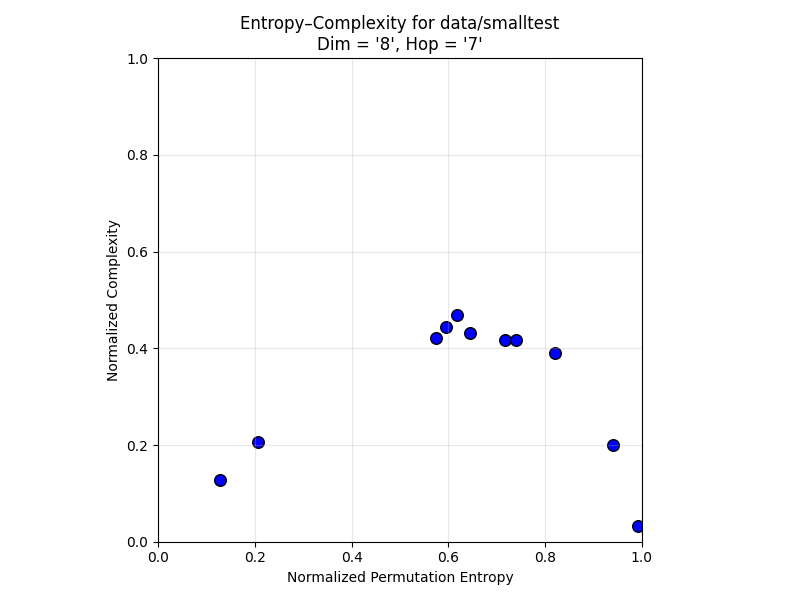 Entropy–Complexity for data/smalltest
Dim = '8', Hop = '7'
1.0
0.8
0.6
0.4
0.2
0.0
Normalized Complexity
0.0 0.2 0.4 0.6 0.8 1.0
Normalized Permutation Entropy